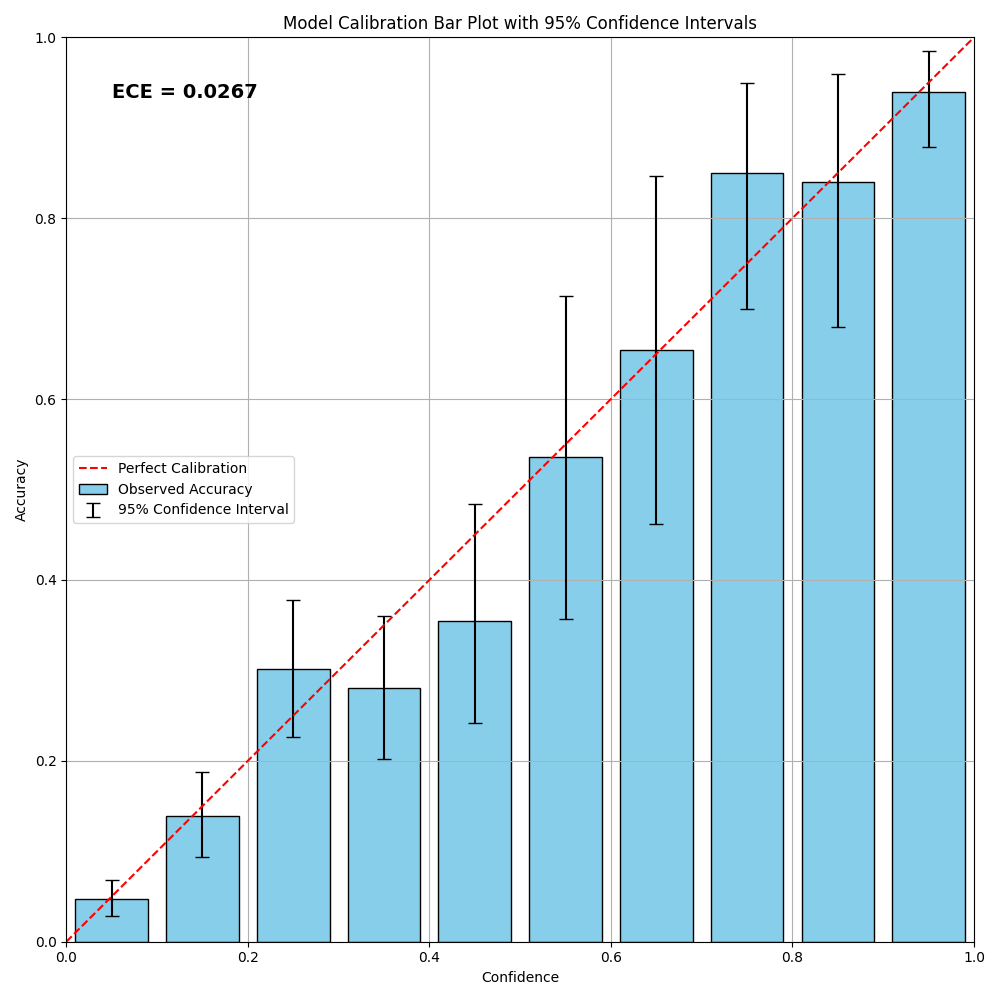 Model Calibration Bar Plot with 95% Confidence Intervals
ECE = 0.0267
1.0
0.8
0.6
0.4
0.2
0.0
Accuracy
Perfect Calibration
Observed Accuracy
95% Confidence Interval
0.0 0.2 0.4 0.6 0.8 1.0
Confidence